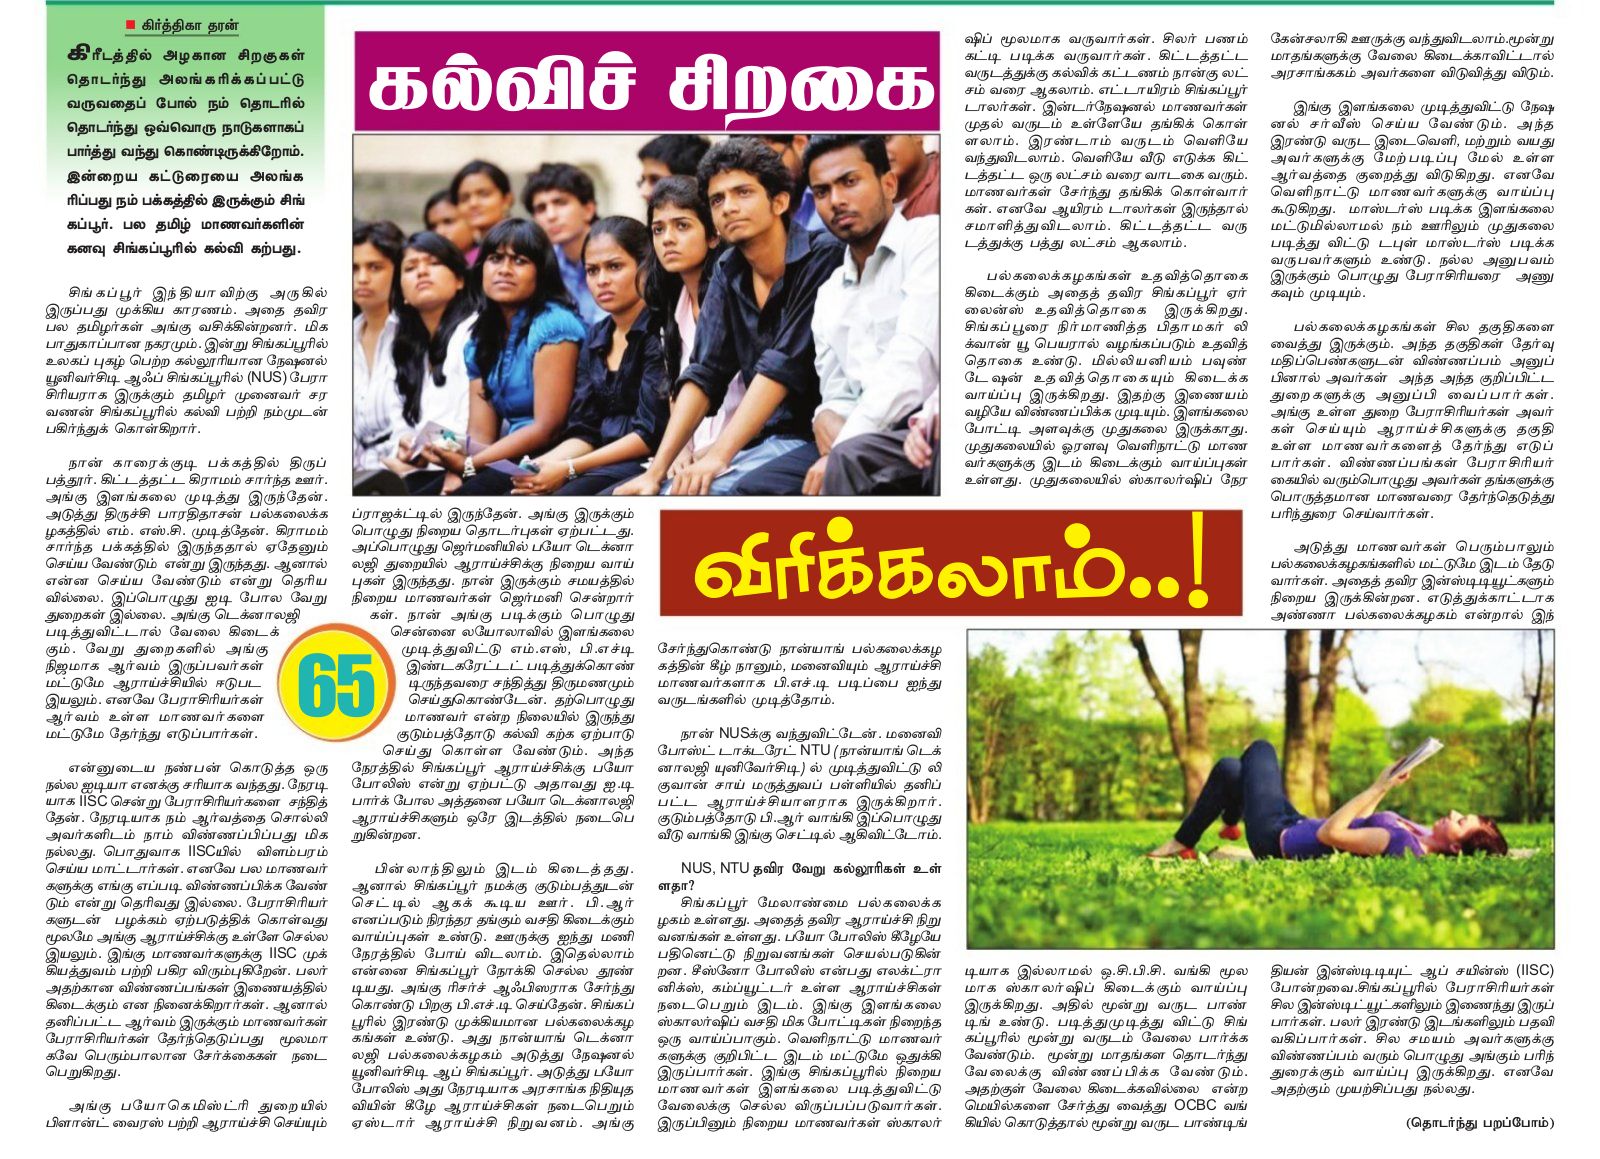 ■ கிர்த்திகா தரன்
கிரீடத்தில் அழகான சிறகுகள்
தொடர்ந்து அலங்கரிக்கப்பட்டு
வருவதைப் போல் நம் தொடரில்
தொடர்ந்து ஒவ்வொரு நாடுகளாகப்
பார்த்து வந்து கொண்டிருக்கிறோம்.
இன்றைய கட்டுரையை அலங்க
ரிப்பது நம் பக்கத்தில் இருக்கும் சிங்
கப்பூர். பல தமிழ் மாணவர்களின்
கனவு சிங்கப்பூரில் கல்வி கற்பது.
கல்விச் சிறகை
விரிக்கலாம்..!
65
சிங்கப்பூர் இந்தியாவிற்கு அருகில்
இருப்பது முக்கிய காரணம். அதை தவிர
பல தமிழர்கள் அங்கு வசிக்கின்றனர். மிக
பாதுகாப்பான நகரமும். இன்று சிங்கப்பூரில்
உலகப் புகழ் பெற்ற கல்லூரியான நேஷனல்
யூனிவர்சிடி ஆஃப் சிங்கப்பூரில் (NUS) பேரா
சிரியராக இருக்கும் தமிழர் முனைவர் சர
வணன் சிங்கப்பூரில் கல்வி பற்றி நம்முடன்
பகிர்ந்துக் கொள்கிறார்.
நான் காரைக்குடி பக்கத்தில் திருப்
பத்தூர். கிட்டத்தட்ட கிராமம் சார்ந்த ஊர்.
அங்கு இளங்கலை முடித்து இருந்தேன்.
அடுத்து திருச்சி பாரதிதாசன் பல்கலைக்க
ழகத்தில் எம். எஸ்.சி. முடித்தேன். கிராமம்
சார்ந்த பக்கத்தில் இருந்ததால் ஏதேனும்
செய்ய வேண்டும் என்று இருந்தது. ஆனால்
என்ன செய்ய வேண்டும் என்று தெரிய
வில்லை. இப்பொழுது ஐடி போல வேறு
துறைகள் இல்லை. அங்கு டெக்னாலஜி
படித்துவிட்டால் வேலை கிடைக்
கும். வேறு துறைகளில் அங்கு
நிஜமாக ஆர்வம் இருப்பவர்கள்
மட்டுமே ஆராய்ச்சியில் ஈடுபட
இயலும். எனவே பேராசிரியர்கள்
ஆர்வம் உள்ள மாணவர்களை
மட்டுமே தேர்ந்து எடுப்பார்கள்.
என்னுடைய நண்பன் கொடுத்த ஒரு
நல்ல ஐடியா எனக்கு சரியாக வந்தது. நேரடி
யாக IISC சென்று பேராசிரியர்களை சந்தித்
தேன். நேரடியாக நம் ஆர்வத்தை சொல்லி
அவர்களிடம் நாம் விண்ணப்பிப்பது மிக
நல்லது. பொதுவாக IISCயில் விளம்பரம்
செய்ய மாட்டார்கள். எனவே பல மாணவர்
களுக்கு எங்கு எப்படி விண்ணப்பிக்க வேண்
டும் என்று தெரிவது இல்லை. பேராசிரியர்
களுடன் பழக்கம் ஏற்படுத்திக் கொள்வது
மூலமே அங்கு ஆராய்ச்சிக்கு உள்ளே செல்ல
இயலும். இங்கு மாணவர்களுக்கு IISC முக்
கியத்துவம் பற்றி பகிர விரும்புகிறேன். பலர்
அதற்கான விண்ணப்பங்கள் இணையத்தில்
கிடைக்கும் என நினைக்கிறார்கள். ஆனால்
தனிப்பட்ட ஆர்வம் இருக்கும் மாணவர்கள்
பேராசிரியர்கள் தேர்ந்தெடுப்பது மூலமா
கவே பெரும்பாலான சேர்க்கைகள் நடை
பெறுகிறது.
அங்கு பயோகெமிஸ்ட்ரி துறையில்
பிளான்ட் வைரஸ் பற்றி ஆராய்ச்சி செய்யும்
ப்ராஜக்ட்டில் இருந்தேன். அங்கு இருக்கும்
பொழுது நிறைய தொடர்புகள் ஏற்பட்டது.
அப்பொழுது ஜெர்மனியில் பயோ டெக்னா
லஜி துறையில் ஆராய்ச்சிக்கு நிறைய வாய்
புகள் இருந்தது. நான் இருக்கும் சமயத்தில்
நிறைய மாணவர்கள் ஜெர்மனி சென்றார்
கள். நான் அங்கு படிக்கும் பொழுது
சென்னை லயோலாவில் இளங்கலை
முடித்துவிட்டு எம்.எஸ், பி.எச்டி
இண்டகரேட்டட் படித்துக்கொண்
டிருந்தவரை சந்தித்து திருமணமும்
செய்துகொண்டேன். தற்பொழுது
மாணவர் என்ற நிலையில் இருந்து
குடும்பத்தோடு கல்வி கற்க ஏற்பாடு
செய்து கொள்ள வேண்டும். அந்த
நேரத்தில் சிங்கப்பூர் ஆராய்ச்சிக்கு பயோ
போலிஸ் என்று ஏற்பட்டு அதாவது ஐ.டி
பார்க் போல அத்தனை பயோ டெக்னாலஜி
ஆராய்ச்சிகளும் ஒரே இடத்தில் நடைபெ
றுகின்றன.
பின்லாந்திலும் இடம் கிடைத்தது.
ஆனால் சிங்கப்பூர் நமக்கு குடும்பத்துடன்
செட்டில் ஆகக் கூடிய ஊர். பி.ஆர்
எனப்படும் நிரந்தர தங்கும் வசதி கிடைக்கும்
வாய்ப்புகள் உண்டு. ஊருக்கு ஐந்து மணி
நேரத்தில் போய் விடலாம். இதெல்லாம்
என்னை சிங்கப்பூர் நோக்கி செல்ல தூண்
டியது. அங்கு ரிசர்ச் ஆஃபிஸராக சேர்ந்து
கொண்டு பிறகு பி.எச்.டி செய்தேன். சிங்கப்
பூரில் இரண்டு முக்கியமான பல்கலைக்கழ
கங்கள் உண்டு. அது நான்யாங் டெக்னா
லஜி பல்கலைக்கழகம் அடுத்து நேஷனல்
யூனிவர்சிடி ஆப் சிங்கப்பூர். அடுத்து பயோ
போலிஸ் அது நேரடியாக அரசாங்க நிதியுத
வியின் கீழே ஆராய்ச்சிகள் நடைபெறும்
ஏஸ்டார் ஆராய்ச்சி நிறுவனம். அங்கு
சேர்ந்துகொண்டு நான்யாங் பல்கலைக்கழ
கத்தின் கீழ் நானும், மனைவியும் ஆராய்ச்சி
மாணவர்களாக பி.எச்.டி படிப்பை ஐந்து
வருடங்களில் முடித்தோம்.
நான் NUSக்கு வந்துவிட்டேன். மனைவி
போஸ்ட் டாக்டரேட் NTU (நான்யாங் டெக்
னாலஜி யுனிவேர்சிடி) ல் முடித்துவிட்டு லி
குவான் சாய் மருத்துவப் பள்ளியில் தனிப்
பட்ட ஆராய்ச்சியாளராக இருக்கிறார்.
குடும்பத்தோடு பி.ஆர் வாங்கி இப்பொழுது
வீடு வாங்கி இங்கு செட்டில் ஆகிவிட்டோம்.
NUS, NTU தவிர வேறு கல்லூரிகள் உள்
ளதா?
சிங்கப்பூர் மேலாண்மை பல்கலைக்க
ழகம் உள்ளது. அதைத் தவிர ஆராய்ச்சி நிறு
வனங்கள் உள்ளது. பயோ போலிஸ் கீழேயே
பதினெட்டு நிறுவனங்கள் செயல்படுகின்
றன. சீஸ்னோ போலிஸ் என்பது எலக்ட்ரா
னிக்ஸ், கம்ப்யூட்டர் உள்ள ஆராய்ச்சிகள்
நடைபெறும் இடம். இங்கு இளங்கலை
ஸ்காலர்ஷிப் வசதி மிக போட்டிகள் நிறைந்த
ஒரு வாய்ப்பாகும். வெளிநாட்டு மாணவர்
களுக்கு குறிபிட்ட இடம் மட்டுமே ஒதுக்கி
இருப்பார்கள். இங்கு சிங்கப்பூரில் நிறைய
மாணவர்கள் இளங்கலை படித்துவிட்டு
வேலைக்கு செல்ல விருப்பப்படுவார்கள்.
இருப்பினும் நிறைய மாணவர்கள் ஸ்காலர்
ஷிப் மூலமாக வருவார்கள். சிலர் பணம்
கட்டி படிக்க வருவார்கள். கிட்டத்தட்ட
வருடத்துக்கு கல்விக் கட்டணம் நான்கு லட்
சம் வரை ஆகலாம். எட்டாயிரம் சிங்கப்பூர்
டாலர்கள். இன்டர்நேஷனல் மாணவர்கள்
முதல் வருடம் உள்ளேயே தங்கிக் கொள்
ளலாம். இரண்டாம் வருடம் வெளியே
வந்துவிடலாம். வெளியே வீடு எடுக்க கிட்
டத்தட்ட ஒரு லட்சம் வரை வாடகை வரும்.
மாணவர்கள் சேர்ந்து தங்கிக் கொள்வார்
கள். எனவே ஆயிரம் டாலர்கள் இருந்தால்
சமாளித்துவிடலாம். கிட்டத்தட்ட வரு
டத்துக்கு பத்து லட்சம் ஆகலாம்.
பல்கலைக்கழகங்கள் உதவித்தொகை
கிடைக்கும் அதைத் தவிர சிங்கப்பூர் ஏர்
லைன்ஸ் உதவித்தொகை இருக்கிறது.
சிங்கப்பூரை நிர்மாணித்த பிதாமகர் லி
க்வான் யூ பெயரால் வழங்கப்படும் உதவித்
தொகை உண்டு. மில்லியனியம் பவுண்
டேஷன் உதவித்தொகையும் கிடைக்க
வாய்ப்பு இருக்கிறது. இதற்கு இணையம்
வழியே விண்ணப்பிக்க முடியும். இளங்கலை
போட்டி அளவுக்கு முதுகலை இருக்காது.
முதுகலையில் ஓரளவு வெளிநாட்டு மாண
வர்களுக்கு இடம் கிடைக்கும் வாய்ப்புகள்
உள்ளது. முதுகலையில் ஸ்காலர்ஷிப் நேர
டியாக இல்லாமல் ஒ.சி.பி.சி. வங்கி மூல
மாக ஸ்காலர்ஷிப் கிடைக்கும் வாய்ப்பு
இருக்கிறது. அதில் மூன்று வருட பாண்
டிங் உண்டு. படித்துமுடித்து விட்டு சிங்
கப்பூரில் மூன்று வருடம் வேலை பார்க்க
வேண்டும். மூன்று மாதங்கள தொடர்ந்து
வேலைக்கு விண்ணப்பிக்க வேண்டும்.
அதற்குள் வேலை கிடைக்கவில்லை என்ற
மெயில்களை சேர்த்து வைத்து OCBC வங்
கியில் கொடுத்தால் மூன்று வருட பாண்டிங்
கேன்சலாகி ஊருக்கு வந்துவிடலாம்.மூன்று
மாதங்களுக்கு வேலை கிடைக்காவிட்டால்
அரசாங்ககம் அவர்களை விடுவித்து விடும்.
இங்கு இளங்கலை முடித்துவிட்டு நேஷ
னல் சர்வீஸ் செய்ய வேண்டும். அந்த
இரண்டு வருட இடைவெளி, மற்றும் வயது
அவர்களுக்கு மேற்படிப்பு மேல் உள்ள
ஆர்வத்தை குறைத்து விடுகிறது. எனவே
வெளிநாட்டு மாணவர்களுக்கு வாய்ப்பு
கூடுகிறது. மாஸ்டர்ஸ் படிக்க இளங்கலை
மட்டுமில்லாமல் நம் ஊரிலும் முதுகலை
படித்து விட்டு டபுள் மாஸ்டர்ஸ் படிக்க
வருபவர்களும் உண்டு. நல்ல அனுபவம்
இருக்கும் பொழுது பேராசிரியரை அணு
கவும் முடியும்.
பல்கலைக்கழகங்கள் சில தகுதிகளை
வைத்து இருக்கும். அந்த தகுதிகள் தேர்வு
மதிப்பெண்களுடன் விண்ணப்பம் அனுப்
பினால் அவர்கள் அந்த அந்த குறிப்பிட்ட
துறைகளுக்கு அனுப்பி வைப்பார்கள்.
அங்கு உள்ள துறை பேராசிரியர்கள் அவர்
கள் செய்யும் ஆராய்ச்சிகளுக்கு தகுதி
உள்ள மாணவர்களைத் தேர்ந்து எடுப்
பார்கள். விண்ணப்பங்கள் பேராசிரியர்
கையில் வரும்பொழுது அவர்கள் தங்களுக்கு
பொருத்தமான மாணவரை தேர்ந்தெடுத்து
பரிந்துரை செய்வார்கள்.
அடுத்து மாணவர்கள் பெரும்பாலும்
பல்கலைக்கழகங்களில் மட்டுமே இடம் தேடு
வார்கள். அதைத் தவிர இன்ஸ்டிடியூட்களும்
நிறைய இருக்கின்றன. எடுத்துக்காட்டாக
அண்ணா பல்கலைக்கழகம் என்றால் இந்
தியன் இன்ஸ்டிடியுட் ஆப் சயின்ஸ் (IISC)
போன்றவை.சிங்கப்பூரில் பேராசிரியர்கள்
சில இன்ஸ்டிட்யூட்களிலும் இணைந்து இருப்
பார்கள். பலர் இரண்டு இடங்களிலும் பதவி
வகிப்பார்கள். சில சமயம் அவர்களுக்கு
விண்ணப்பம் வரும் பொழுது அங்கும் பரிந்
துரைக்கும் வாய்ப்பு இருக்கிறது. எனவே
அதற்கும் முயற்சிப்பது நல்லது.
(தொடர்ந்து பறப்போம்)